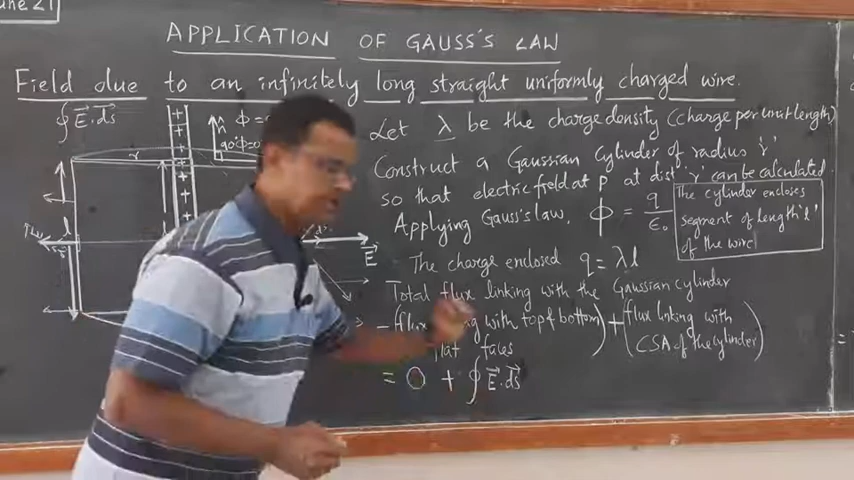 une 21
APPLICATION OF GAUSS'S LAW
Field due to an infinitely long straight uniformly charged wire.
∮ E⃗. ds⃗
r
+
+
+
+
+
n̂
90° ϕ=
l
E⃗
Let λ be the charge density (charge per unit length)
Construct a Gaussian Cylinder of radius 'r'
so that electric field at P at dist 'r' can be calculated.
Applying Gauss's law, ϕ = q/ε₀
The cylinder encloses
segment of length 'l'
of the wire
The charge enclosed q = λl
Total flux linking with the Gaussian cylinder
with top & bottom) + (flux linking with
faces CSA of the cylinder)
= 0 + ∮ E⃗. ds⃗